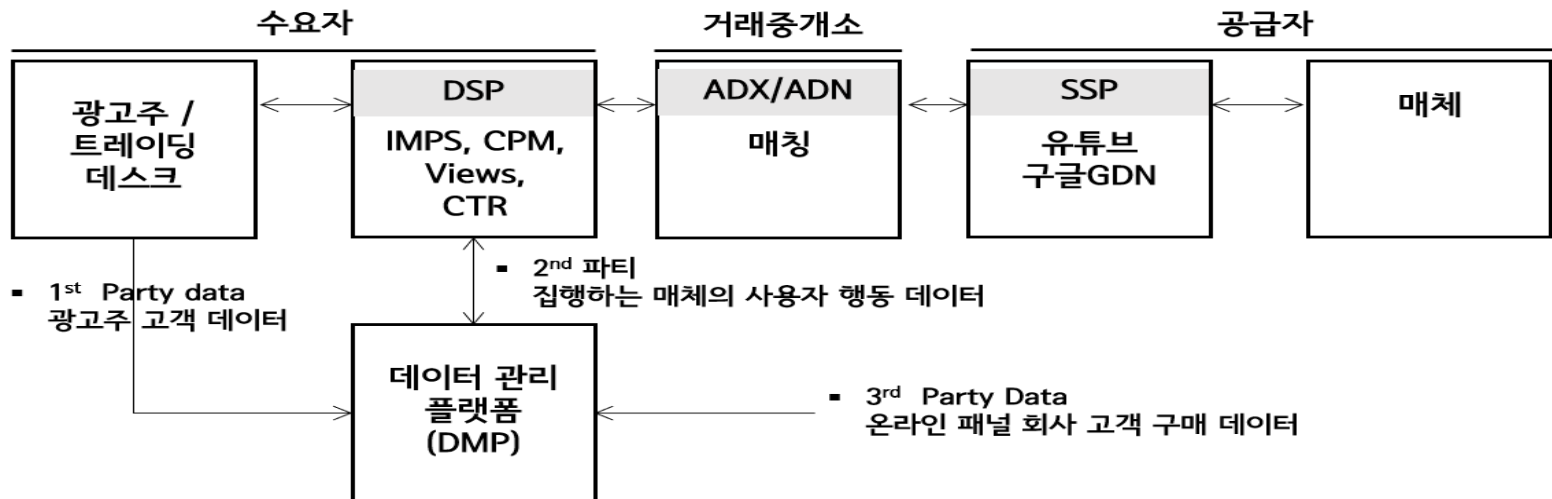 수요자
거래중개소
공급자
광고주 /
트레이딩
데스크
DSP
IMPS, CPM,
Views,
CTR
ADX/ADN
매칭
SSP
유튜브
구글GDN
매체
▪ 1st Party data
광고주 고객 데이터
▪ 2nd 파티
집행하는 매체의 사용자 행동 데이터
데이터 관리
플랫폼
(DMP)
▪ 3rd Party Data
온라인 패널 회사 고객 구매 데이터